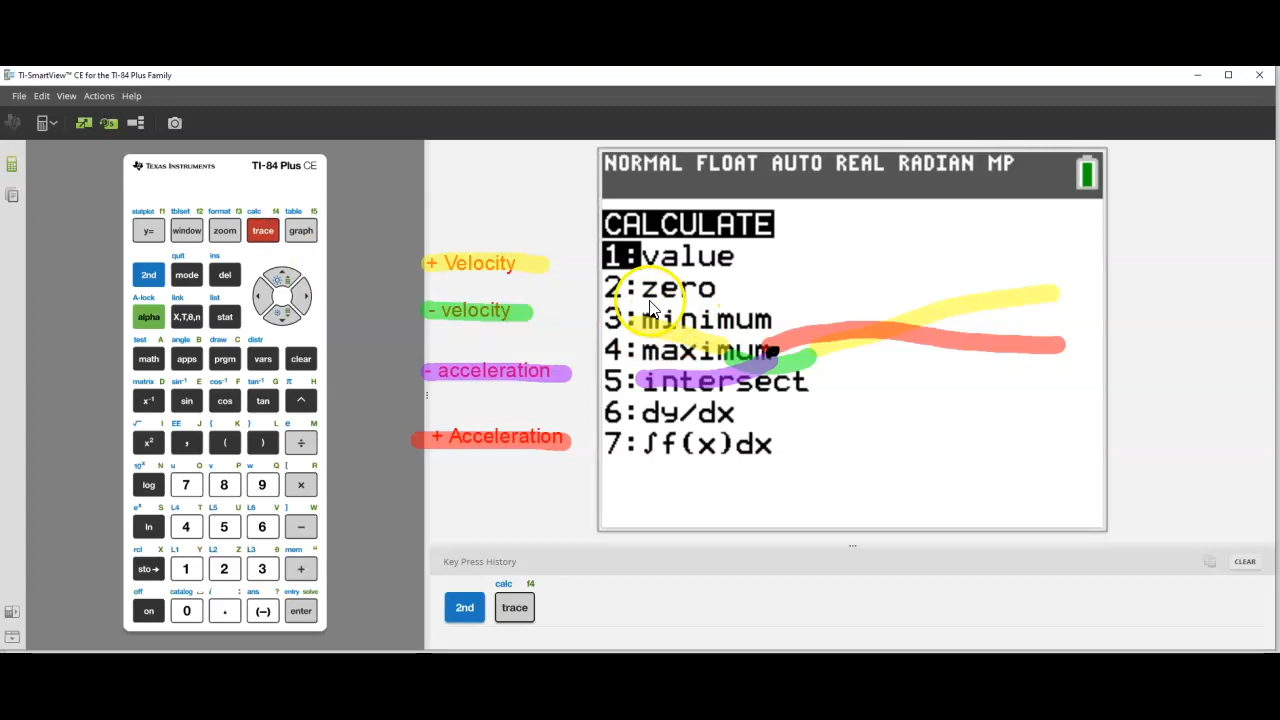 TI-SmartView™ CE for the TI-84 Plus Family
File Edit View Actions Help
TEXAS INSTRUMENTS TI-84 Plus CE
statplot f1 tblset f2 format f3 calc f4 table f5
y= window zoom trace graph
quit ins
2nd mode del
A-lock link list
alpha X,T,θ,n stat
test A angle B draw C distr
math apps prgm vars clear
matrix D sin⁻¹ E cos⁻¹ F tan⁻¹ G π H
x⁻¹ sin cos tan ^
√ I EE J { K } L e M
x² , ( ) ÷
10ˣ N u O v P w Q [ R
log 7 8 9 ×
eˣ S L4 T L5 U L6 V ] W
ln 4 5 6 −
rcl X L1 Y L2 Z L3 θ mem "
sto→ 1 2 3 +
off catalog ⎵ i : ans ? entry solve
on 0 . (−) enter
+ Velocity
- velocity
- acceleration
+ Acceleration
NORMAL FLOAT AUTO REAL RADIAN MP
CALCULATE
1:value
2:zero
3:minimum
4:maximum
5:intersect
6:dy/dx
7:∫f(x)dx
Key Press History
CLEAR
calc f4
2nd trace